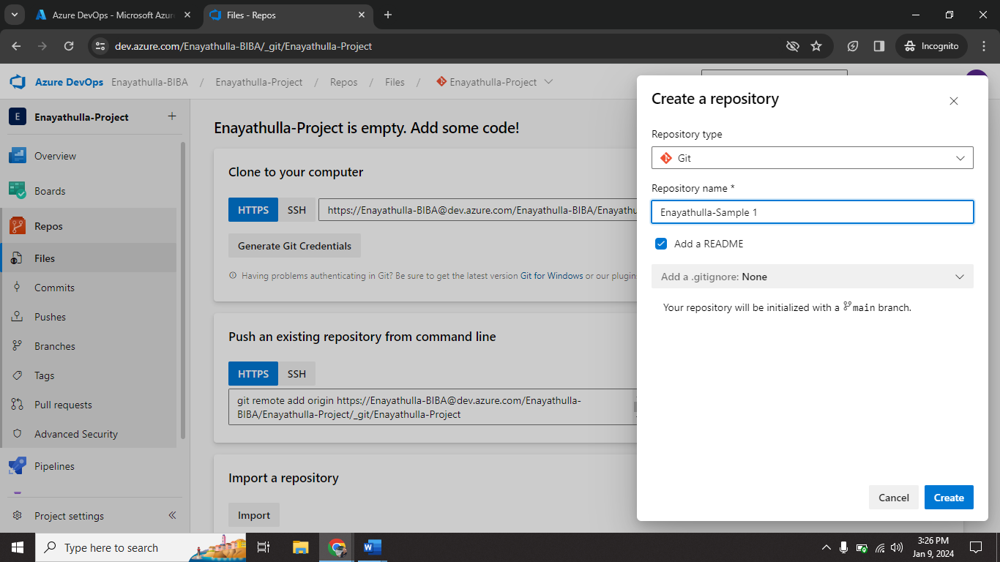 Azure DevOps - Microsoft Azure
Files - Repos
dev.azure.com/Enayathulla-BIBA/_git/Enayathulla-Project
Incognito
Azure DevOps Enayathulla-BIBA / Enayathulla-Project / Repos / Files / Enayathulla-Project
E Enayathulla-Project
Overview
Boards
Repos
Files
Commits
Pushes
Branches
Tags
Pull requests
Advanced Security
Pipelines
Project settings
Enayathulla-Project is empty. Add some code!
Clone to your computer
HTTPS SSH https://Enayathulla-BIBA@dev.azure.com/Enayathulla-BIBA/Enayathu
Generate Git Credentials
Having problems authenticating in Git? Be sure to get the latest version Git for Windows or our plugin
Push an existing repository from command line
HTTPS SSH
git remote add origin https://Enayathulla-BIBA@dev.azure.com/Enayathulla-
BIBA/Enayathulla-Project/_git/Enayathulla-Project
Import a repository
Import
Create a repository
Repository type
Git
Repository name *
Enayathulla-Sample 1
Add a README
Add a .gitignore: None
Your repository will be initialized with a main branch.
Cancel Create
Type here to search
3:26 PM
Jan 9, 2024